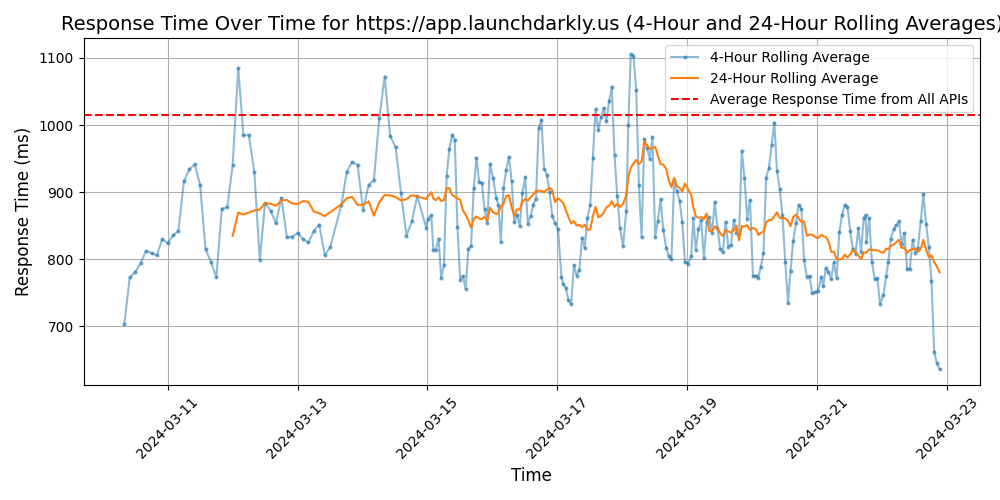 Response Time Over Time for https://app.launchdarkly.us (4-Hour and 24-Hour Rolling Averages)
4-Hour Rolling Average
24-Hour Rolling Average
Average Response Time from All APIs
Response Time (ms)
1100
1000
900
800
700
2024-03-11
2024-03-13
2024-03-15
2024-03-17
2024-03-19
2024-03-21
2024-03-23
Time